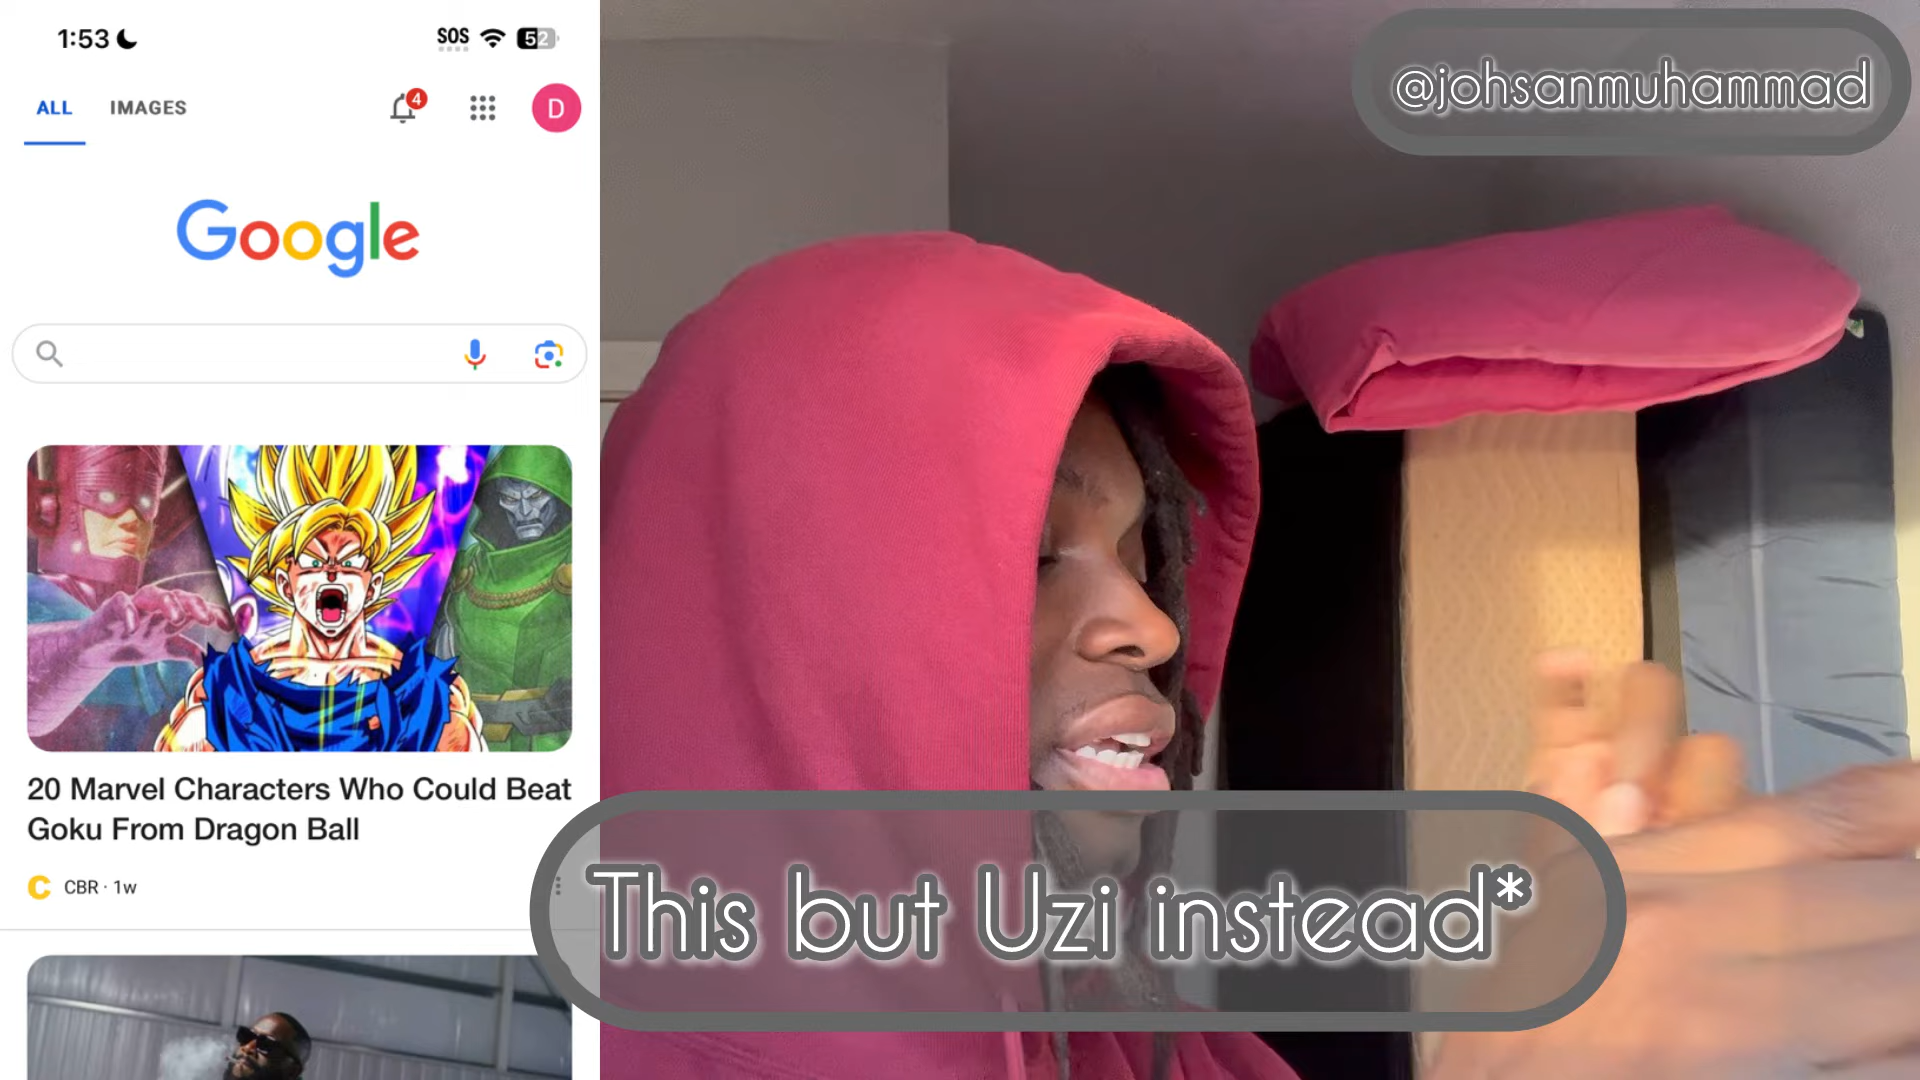 1:53
SOS
52
ALL
IMAGES
4
D
Google
20 Marvel Characters Who Could Beat
Goku From Dragon Ball
C CBR · 1w
@johsanmuhammad
This but Uzi instead*